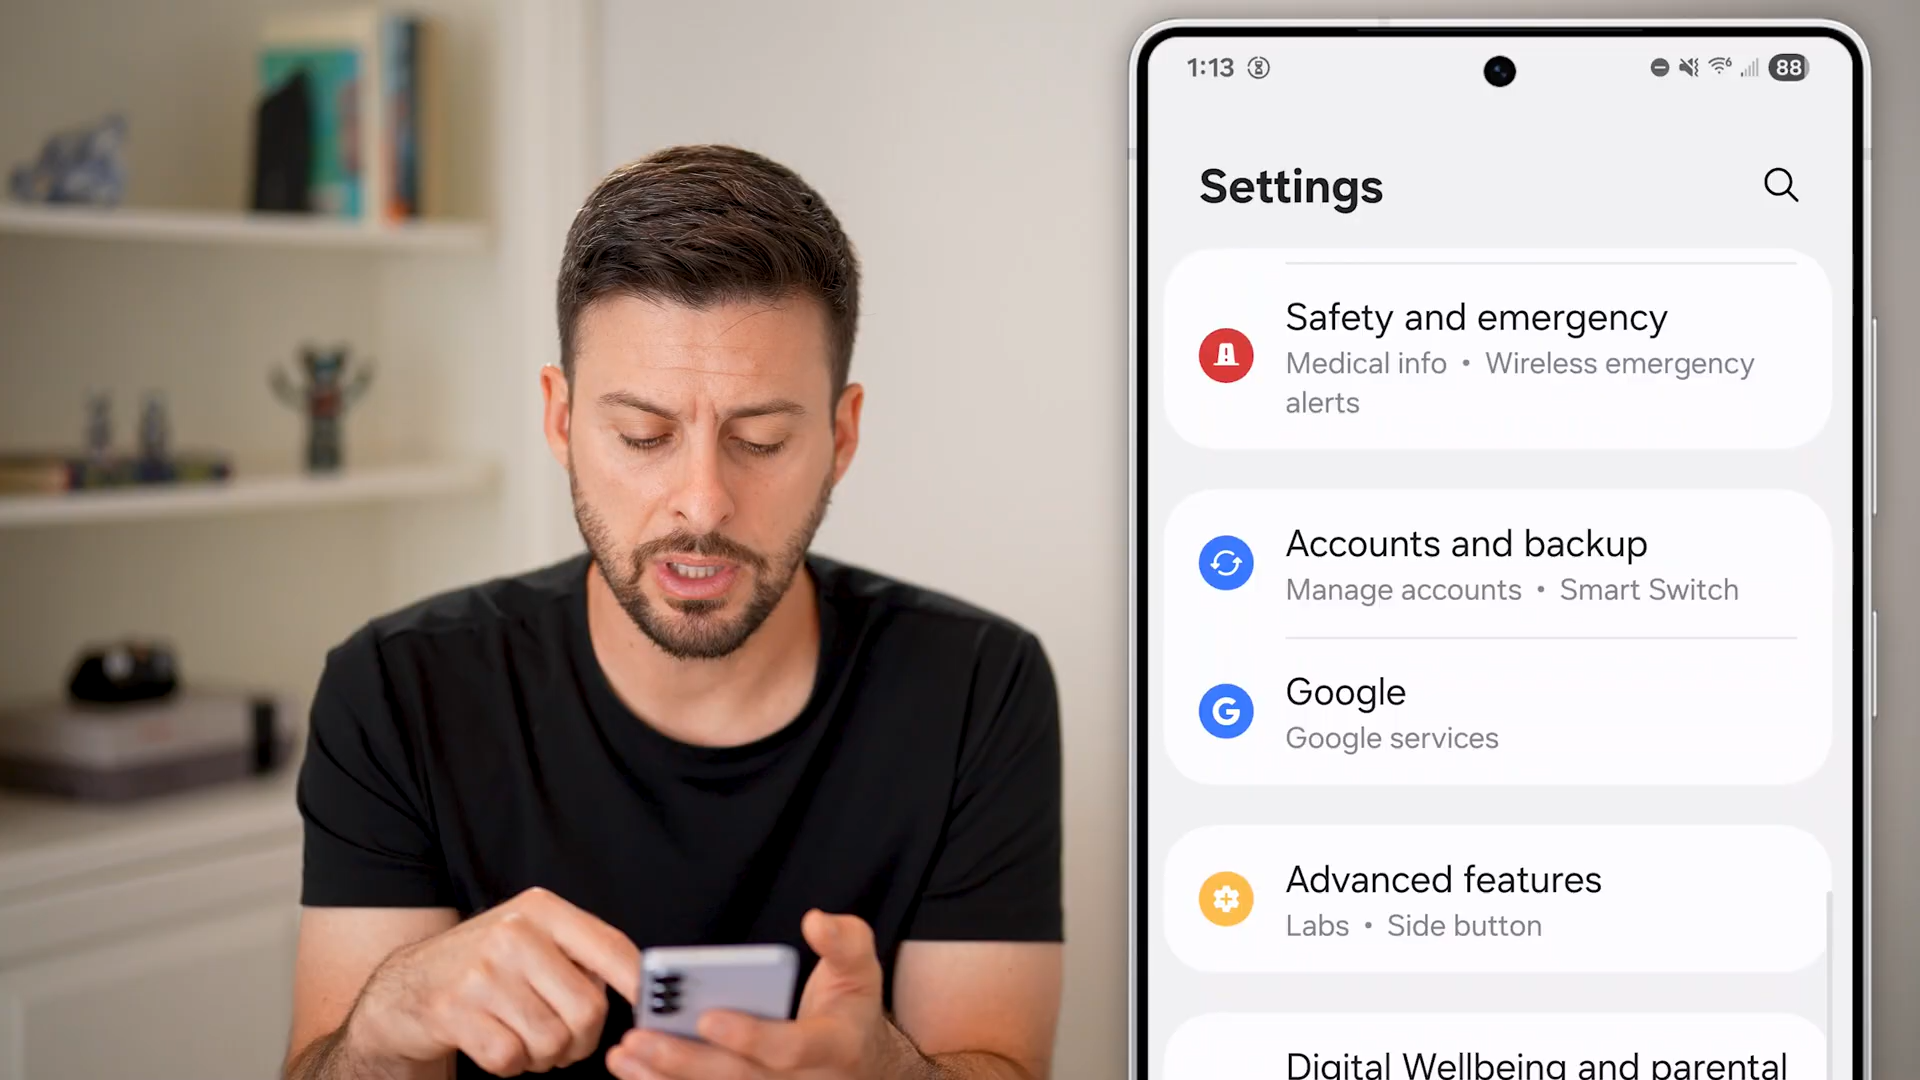 1:13
88
Settings
Safety and emergency
Medical info • Wireless emergency
alerts
Accounts and backup
Manage accounts • Smart Switch
Google
Google services
Advanced features
Labs • Side button
Digital Wellbeing and parental